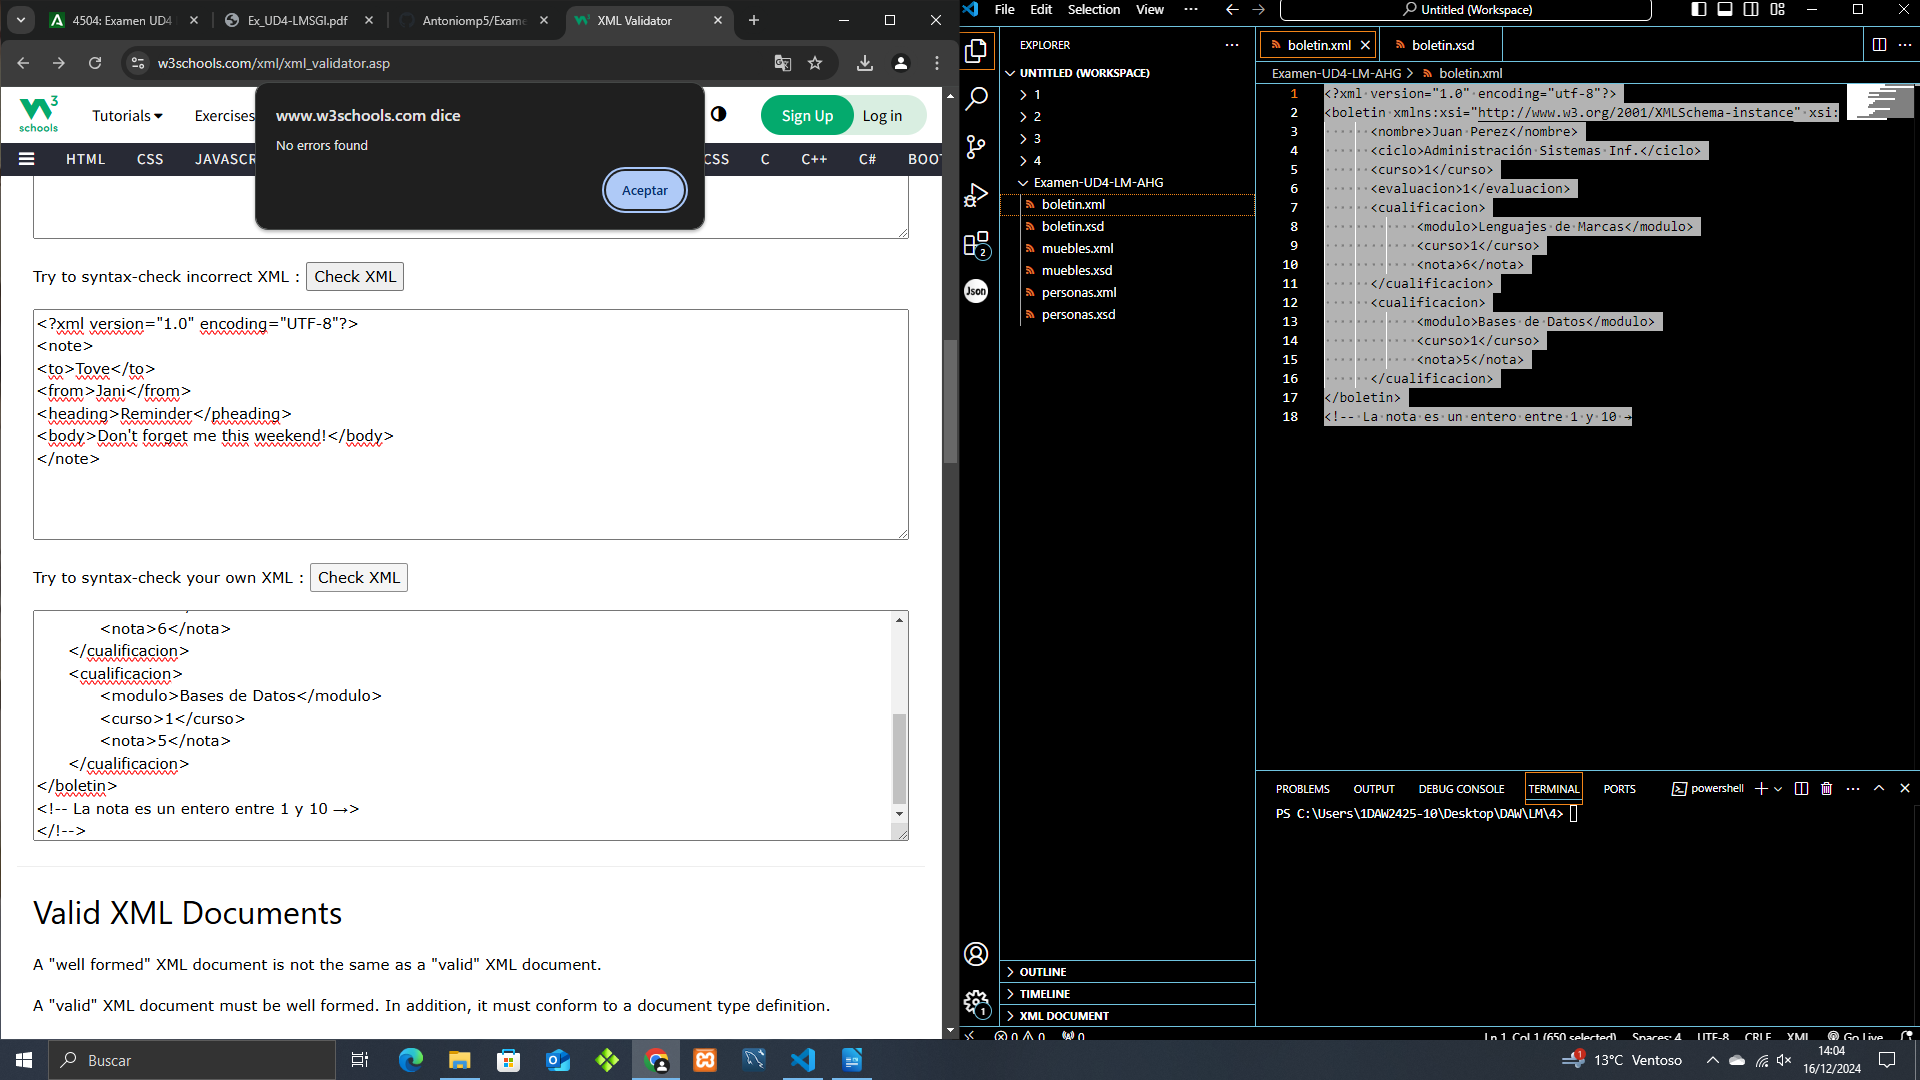 4504: Examen UD4
Ex_UD4-LMSGI.pdf
Antoniomp5/Exame
XML Validator
w3schools.com/xml/xml_validator.asp
schools
Tutorials
Exercises
Sign Up
Log in
HTML
CSS
JAVASCR
CSS
C
C++
C#
BOOT
www.w3schools.com dice
No errors found
Aceptar
Try to syntax-check incorrect XML :
Check XML
<?xml version="1.0" encoding="UTF-8"?>
<note>
<to>Tove</to>
<from>Jani</from>
<heading>Reminder</pheading>
<body>Don't forget me this weekend!</body>
</note>
Try to syntax-check your own XML :
Check XML
<nota>6</nota>
</cualificacion>
<cualificacion>
<modulo>Bases de Datos</modulo>
<curso>1</curso>
<nota>5</nota>
</cualificacion>
</boletin>
<!-- La nota es un entero entre 1 y 10 →>
</!-->
Valid XML Documents
A "well formed" XML document is not the same as a "valid" XML document.
A "valid" XML document must be well formed. In addition, it must conform to a document type definition.
File Edit Selection View ···
Untitled (Workspace)
EXPLORER
UNTITLED (WORKSPACE)
1
2
3
4
Examen-UD4-LM-AHG
boletin.xml
boletin.xsd
muebles.xml
muebles.xsd
personas.xml
personas.xsd
2
Json
1
OUTLINE
TIMELINE
XML DOCUMENT
boletin.xml
boletin.xsd
Examen-UD4-LM-AHG > boletin.xml
1 <?xml version="1.0" encoding="utf-8"?>
2 <boletin xmlns:xsi="http://www.w3.org/2001/XMLSchema-instance" xsi:
3 <nombre>Juan Perez</nombre>
4 <ciclo>Administración Sistemas Inf.</ciclo>
5 <curso>1</curso>
6 <evaluacion>1</evaluacion>
7 <cualificacion>
8 <modulo>Lenguajes de Marcas</modulo>
9 <curso>1</curso>
10 <nota>6</nota>
11 </cualificacion>
12 <cualificacion>
13 <modulo>Bases de Datos</modulo>
14 <curso>1</curso>
15 <nota>5</nota>
16 </cualificacion>
17 </boletin>
18 <!-- La nota es un entero entre 1 y 10 →
PROBLEMS
OUTPUT
DEBUG CONSOLE
TERMINAL
PORTS
powershell
PS C:\Users\1DAW2425-10\Desktop\DAW\LM\4>
0 0 0
Ln 1, Col 1 (650 selected)
Spaces: 4
UTF-8
CRLF
XML
Go Live
Buscar
1
13°C Ventoso
14:04
16/12/2024